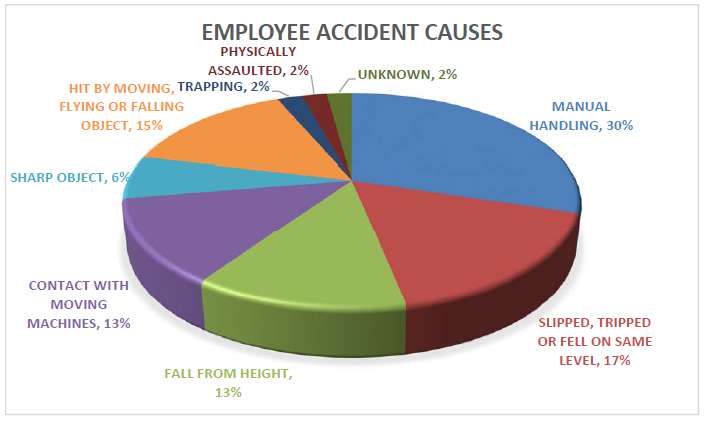 EMPLOYEE ACCIDENT CAUSES
PHYSICALLY
ASSAULTED, 2%
UNKNOWN, 2%
TRAPPING, 2%
HIT BY MOVING,
FLYING OR FALLING
OBJECT, 15%
MANUAL
HANDLING, 30%
SHARP OBJECT, 6%
CONTACT WITH
MOVING
MACHINES, 13%
SLIPPED, TRIPPED
OR FELL ON SAME
LEVEL, 17%
FALL FROM HEIGHT,
13%